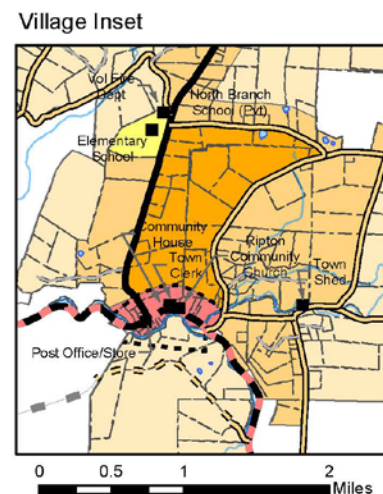 Village Inset
Vol Fire
Dept
North Branch
School (Pvt)
Elementary
School
Community
House
Town
Clerk
Ripton
Community
Church
Town
Shed
Post Office/Store
0 0.5 1 2
Miles